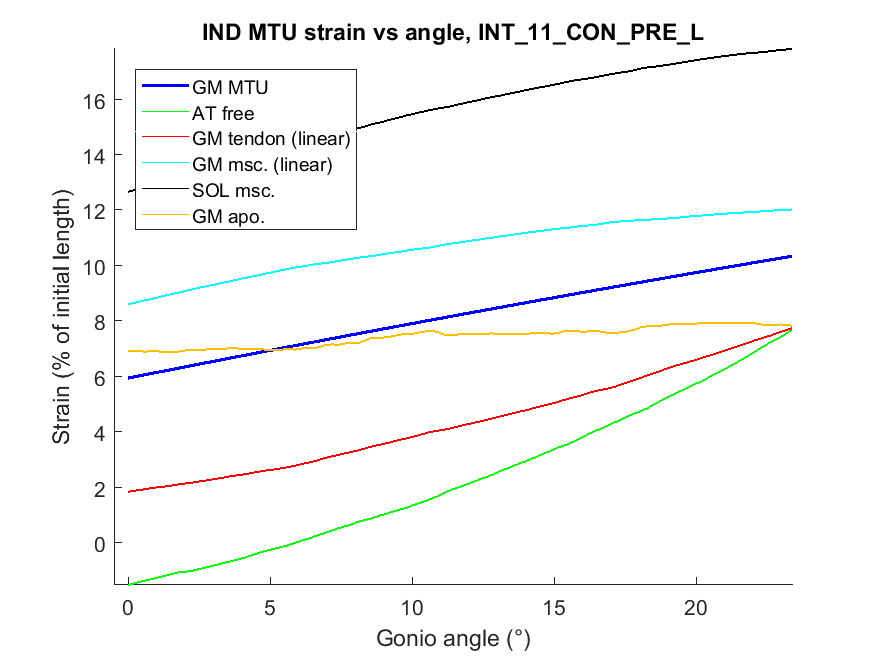 IND MTU strain vs angle, INT_11_CON_PRE_L
GM MTU
AT free
GM tendon (linear)
GM msc. (linear)
SOL msc.
GM apo.
16
14
12
10
8
6
4
2
0
Strain (% of initial length)
0 5 10 15 20
Gonio angle (°)